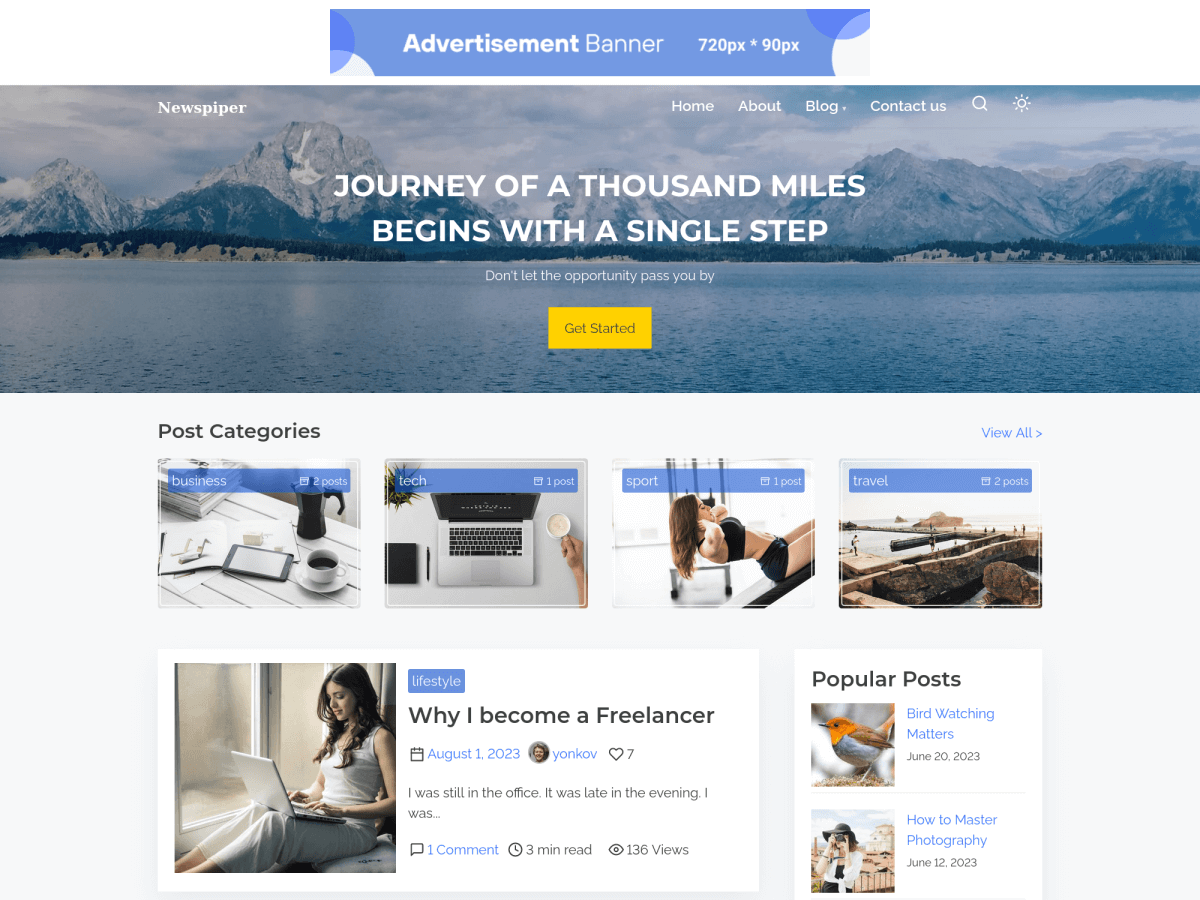 Advertisement Banner 720px * 90px
Newspiper
Home About Blog Contact us
JOURNEY OF A THOUSAND MILES
BEGINS WITH A SINGLE STEP
Don't let the opportunity pass you by
Get Started
Post Categories
View All >
business 2 posts
tech 1 post
sport 1 post
travel 2 posts
lifestyle
Why I become a Freelancer
August 1, 2023 yonkov 7
I was still in the office. It was late in the evening. I
was...
1 Comment 3 min read 136 Views
Popular Posts
Bird Watching
Matters
June 20, 2023
How to Master
Photography
June 12, 2023